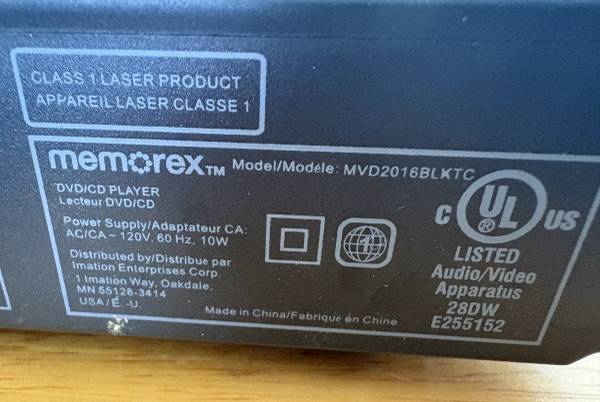 CLASS 1 LASER PRODUCT
APPAREIL LASER CLASSE 1
memorex™ Model/Modèle: MVD2016BLKTC
DVD/CD PLAYER
Lecteur DVD/CD
Power Supply/Adaptateur CA:
AC/CA ~ 120V, 60 Hz, 10W
Distributed by/Distribué par
Imation Enterprises Corp.
1 Imation Way, Oakdale,
MN 55128-3414
USA/É.-U.
1
Made in China/Fabriqué en Chine
C UL® US
LISTED
Audio/Video
Apparatus
28DW
E255152